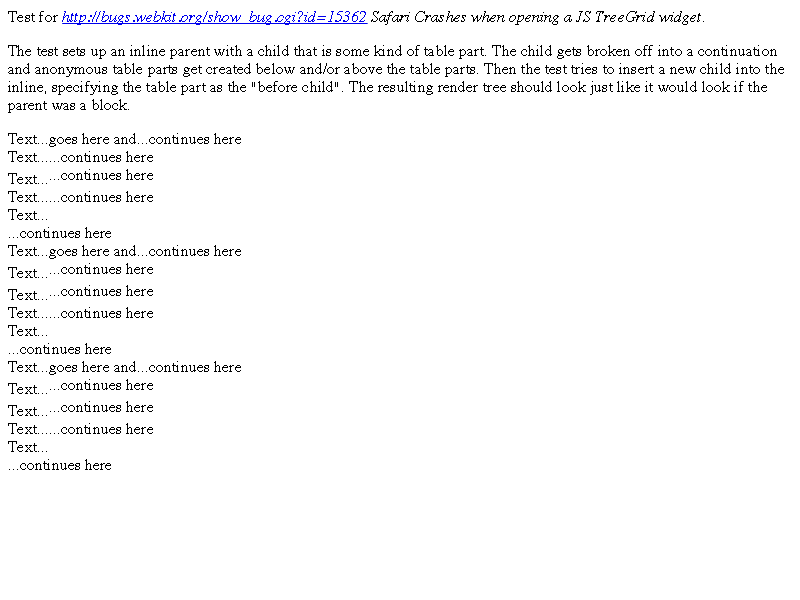 Test for http://bugs.webkit.org/show_bug.cgi?id=15362 Safari Crashes when opening a JS TreeGrid widget.
The test sets up an inline parent with a child that is some kind of table part. The child gets broken off into a continuation
and anonymous table parts get created below and/or above the table parts. Then the test tries to insert a new child into the
inline, specifying the table part as the "before child". The resulting render tree should look just like it would look if the
parent was a block.
Text...goes here and...continues here
Text......continues here
Text......continues here
Text......continues here
Text...
...continues here
Text...goes here and...continues here
Text......continues here
Text......continues here
Text......continues here
Text...
...continues here
Text...goes here and...continues here
Text......continues here
Text......continues here
Text......continues here
Text...
...continues here